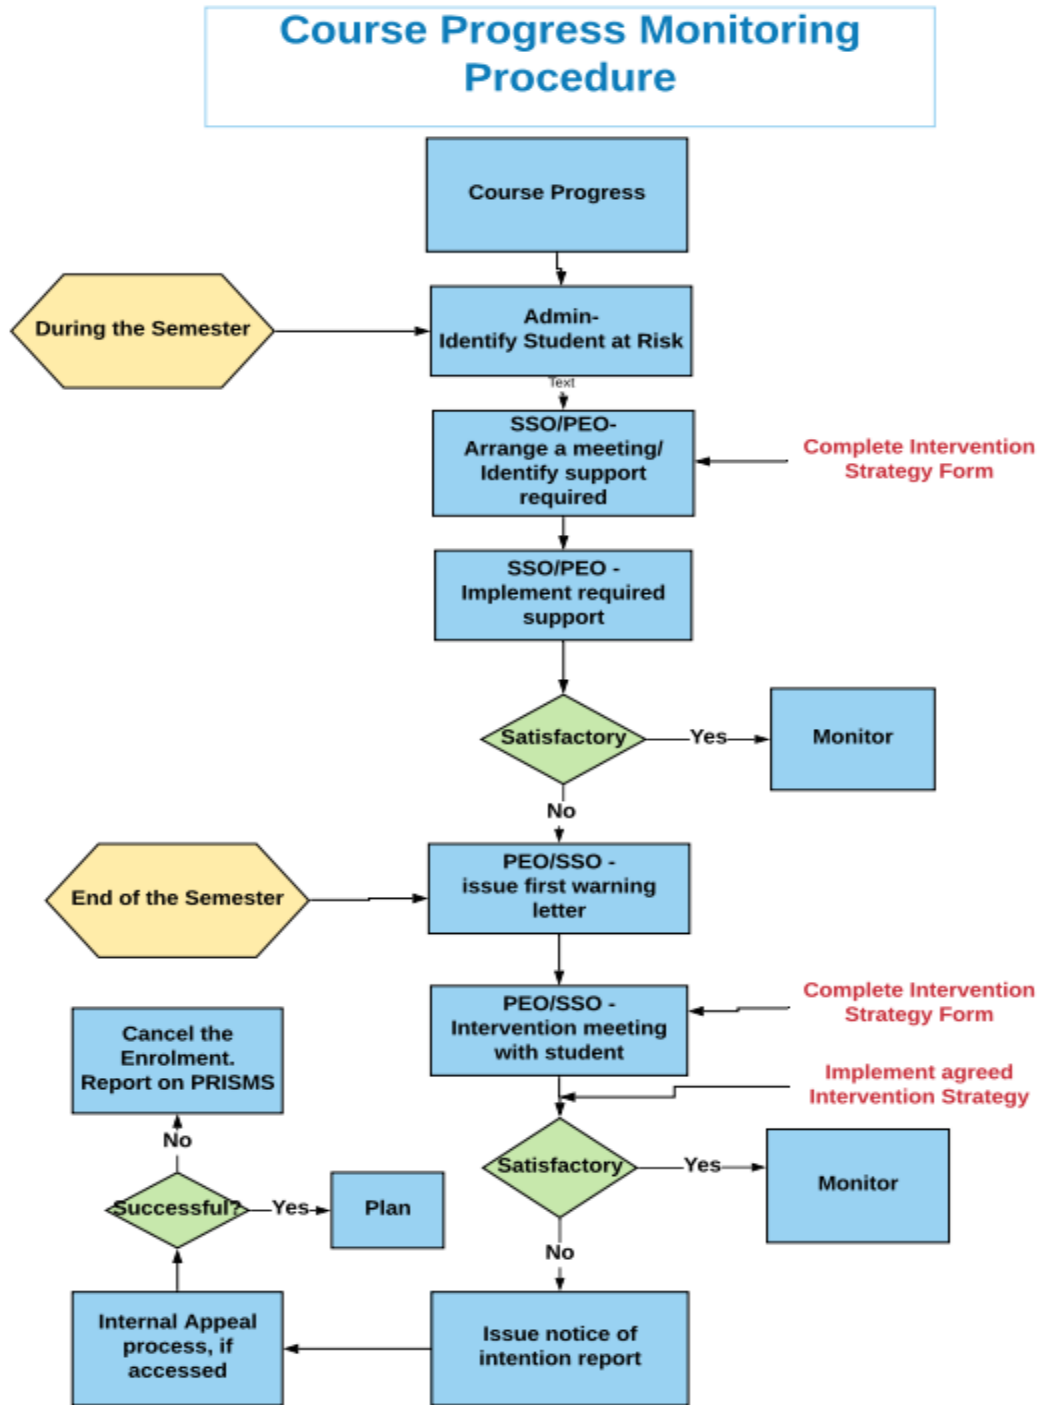 Course Progress Monitoring
Procedure
Course Progress
During the Semester
Admin-
Identify Student at Risk
Text
SSO/PEO-
Arrange a meeting/
Identify support
required
Complete Intervention
Strategy Form
SSO/PEO -
Implement required
support
Satisfactory
Yes
Monitor
No
End of the Semester
PEO/SSO -
issue first warning
letter
PEO/SSO -
Intervention meeting
with student
Complete Intervention
Strategy Form
Implement agreed
Intervention Strategy
Satisfactory
Yes
Monitor
No
Issue notice of
intention report
Internal Appeal
process, if
accessed
Successful?
Yes
Plan
No
Cancel the
Enrolment.
Report on PRISMS